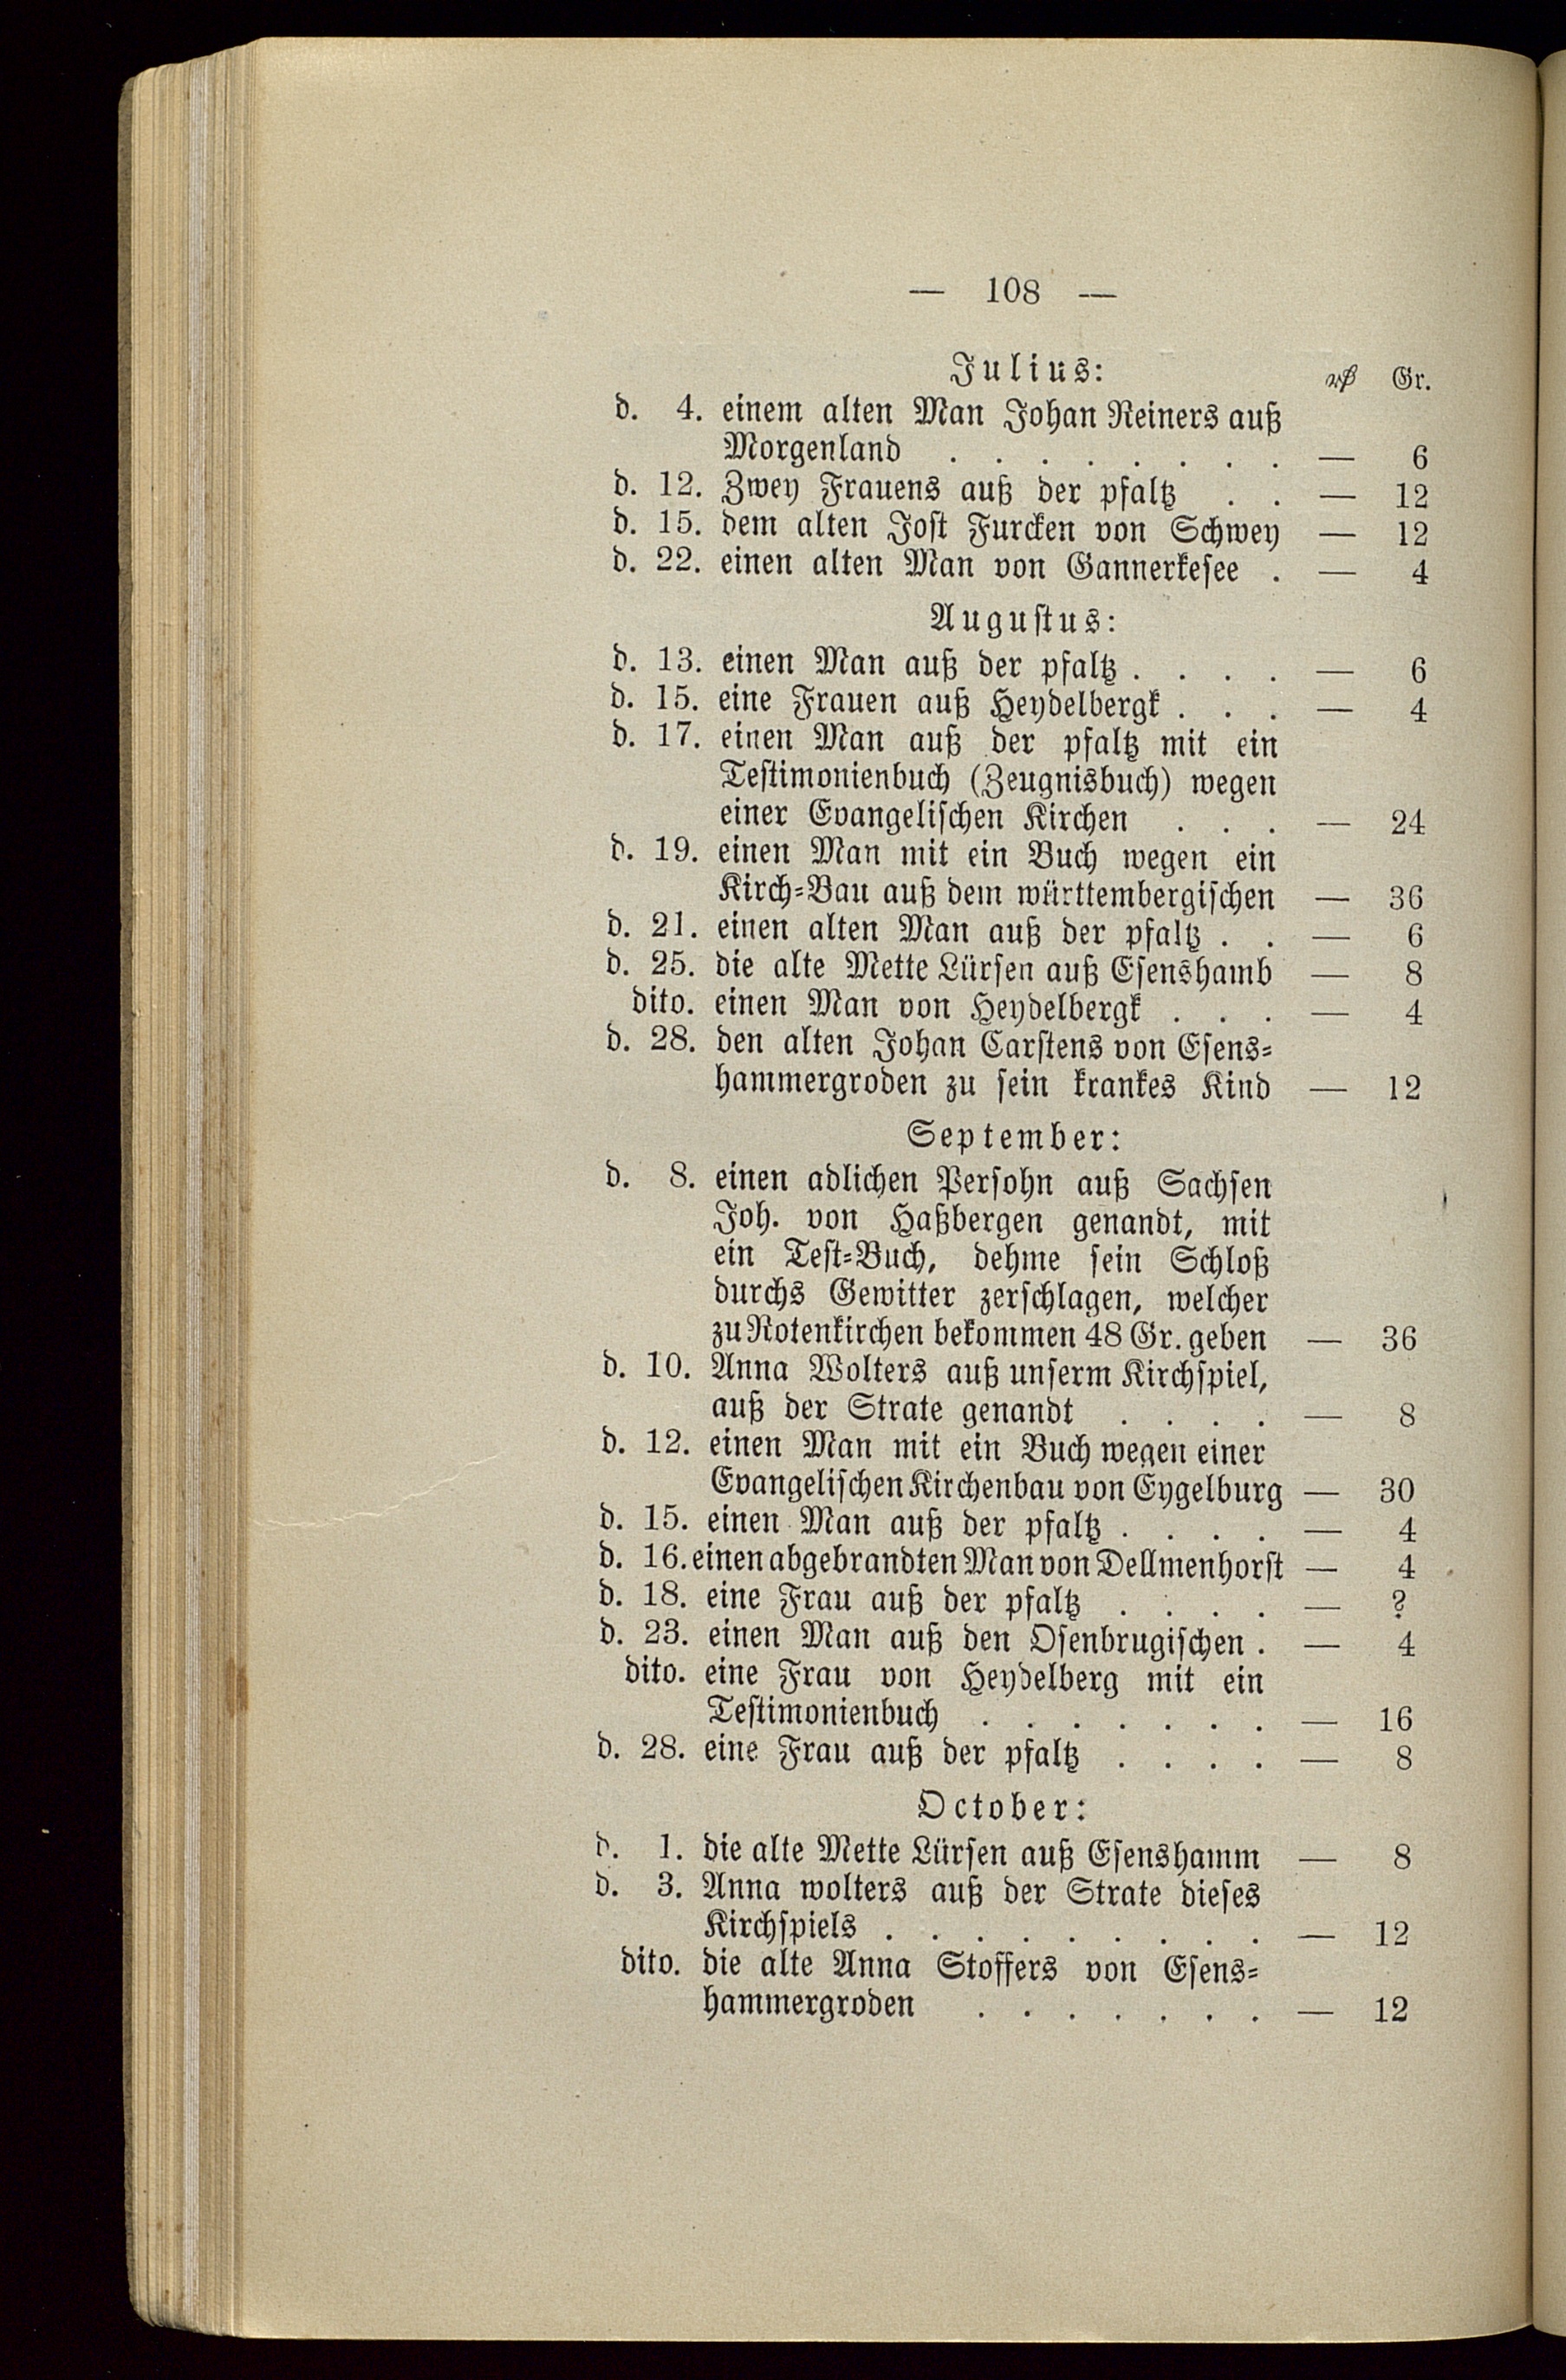 — 108 —
Julius: Gr.
d. 4. einem alten Man Johan Reiners auß
Morgenland . . . . . . . . — 6
d. 12. Zwey Frauens auß der pfaltz . . — 12
d. 15. dem alten Jost Furcken von Schwey — 12
d. 22. einen alten Man von Gannerkesee . — 4
Augustus:
d. 13. einen Man auß der pfaltz . . . . — 6
d. 15. eine Frauen auß Heydelbergk . . . — 4
d. 17. einen Man auß der pfaltz mit ein
Testimonienbuch (Zeugnisbuch) wegen
einer Evangelischen Kirchen . . . — 24
d. 19. einen Man mit ein Buch wegen ein
Kirch=Bau auß dem württembergischen — 36
d. 21. einen alten Man auß der pfaltz . . — 6
d. 25. die alte Mette Lürsen auß Esenshamb — 8
dito. einen Man von Heydelbergk . . . — 4
d. 28. den alten Johan Carstens von Esens=
hammergroden zu sein krankes Kind — 12
September:
d. 8. einen adlichen Persohn auß Sachsen
Joh. von Haßbergen genandt, mit
ein Test=Buch, dehme sein Schloß
durchs Gewitter zerschlagen, welcher
zu Rotenkirchen bekommen 48 Gr. geben — 36
d. 10. Anna Wolters auß unserm Kirchspiel,
auß der Strate genandt . . . . — 8
d. 12. einen Man mit ein Buch wegen einer
Evangelischen Kirchenbau von Eygelburg — 30
d. 15. einen Man auß der pfaltz . . . . — 4
d. 16. einen abgebrandten Man von Dellmenhorst — 4
d. 18. eine Frau auß der pfaltz . . . . — ?
d. 23. einen Man auß den Osenbrugischen . — 4
dito. eine Frau von Heydelberg mit ein
Testimonienbuch . . . . . . . — 16
d. 28. eine Frau auß der pfaltz . . . . — 8
October:
d. 1. die alte Mette Lürsen auß Esenshamm — 8
d. 3. Anna wolters auß der Strate dieses
Kirchspiels . . . . . . . . . — 12
dito. die alte Anna Stoffers von Esens=
hammergroden . . . . . . . — 12